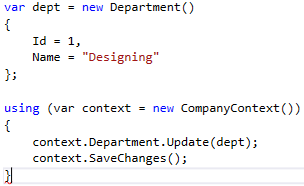 var dept = new Department()
{
    Id = 1,
    Name = "Designing"
};
using (var context = new CompanyContext())
{
    context.Department.Update(dept);
    context.SaveChanges();
}